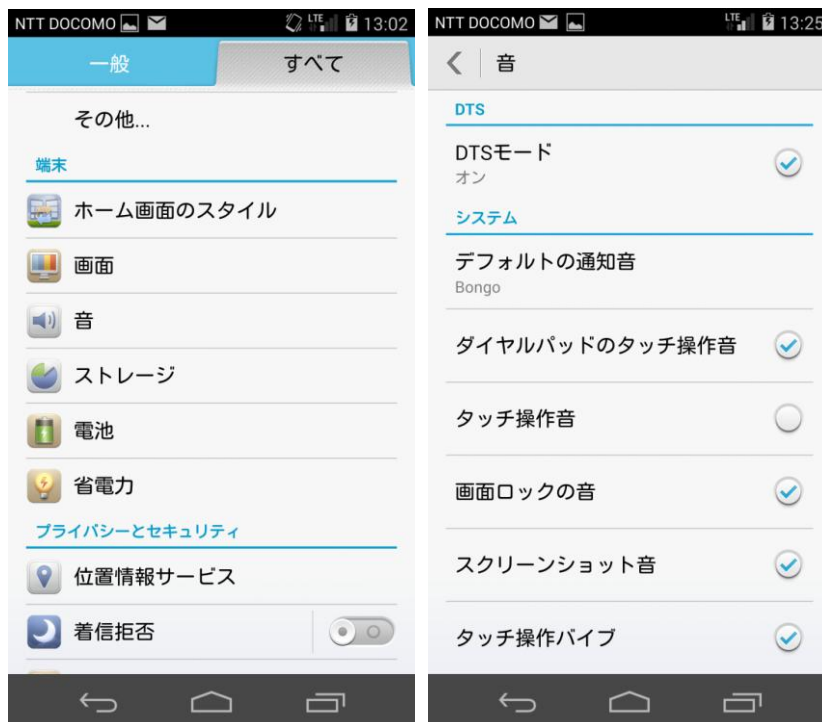 NTT DOCOMO LTE 13:02
一般 すべて
その他...
端末
ホーム画面のスタイル
画面
音
ストレージ
電池
省電力
プライバシーとセキュリティ
位置情報サービス
着信拒否
NTT DOCOMO LTE 13:25
音
DTS
DTSモード
オン
システム
デフォルトの通知音
Bongo
ダイヤルパッドのタッチ操作音
タッチ操作音
画面ロックの音
スクリーンショット音
タッチ操作バイブ